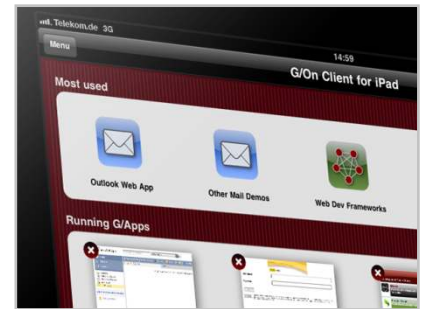 Telekom.de 3G
14:59
Menu
G/On Client for iPad
Most used
Outlook Web App
Other Mail Demos
Web Dev Frameworks
Running G/Apps